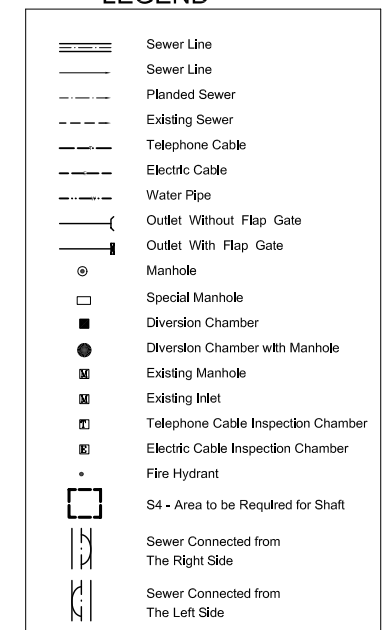 LEGEND
Sewer Line
Sewer Line
Planded Sewer
Existing Sewer
Telephone Cable
Electric Cable
Water Pipe
Outlet Without Flap Gate
Outlet With Flap Gate
Manhole
Special Manhole
Diversion Chamber
Diversion Chamber with Manhole
M Existing Manhole
M Existing Inlet
T Telephone Cable Inspection Chamber
E Electric Cable Inspection Chamber
Fire Hydrant
S4 - Area to be Required for Shaft
Sewer Connected from
The Right Side
Sewer Connected from
The Left Side